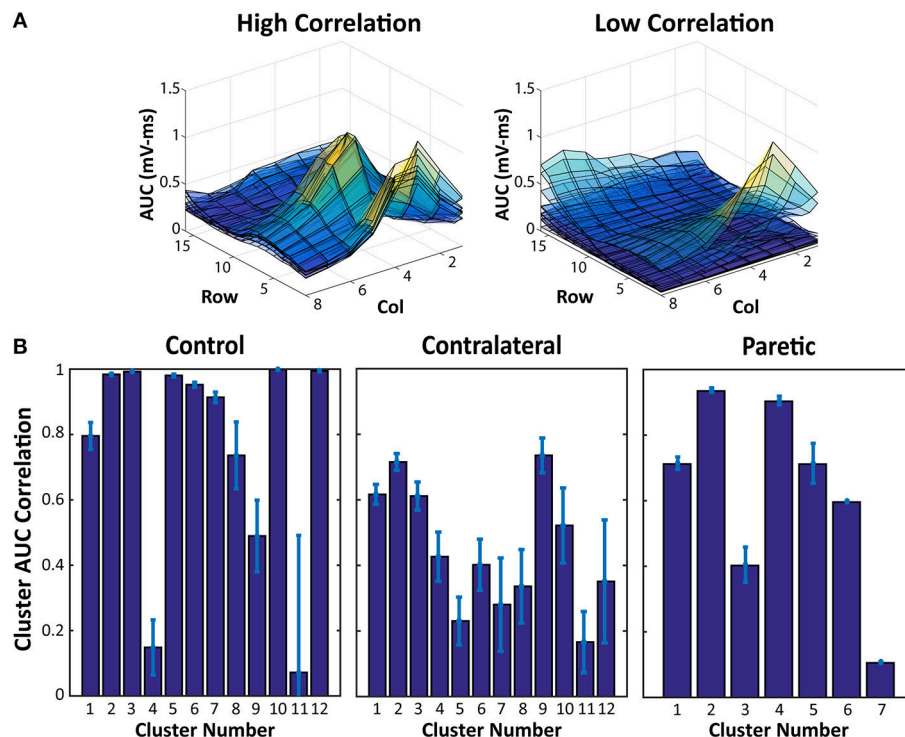 A
High Correlation
Low Correlation
AUC (mV-ms)
1.5
1
0.5
0
15
10
5
Row
8
6
4
2
Col
AUC (mV-ms)
1.5
1
0.5
0
15
10
5
Row
8
6
4
2
Col
B
Control
Contralateral
Paretic
Cluster AUC Correlation
1
0.8
0.6
0.4
0.2
0
1 2 3 4 5 6 7 8 9 10 11 12
Cluster Number
1 2 3 4 5 6 7 8 9 10 11 12
Cluster Number
1 2 3 4 5 6 7
Cluster Number